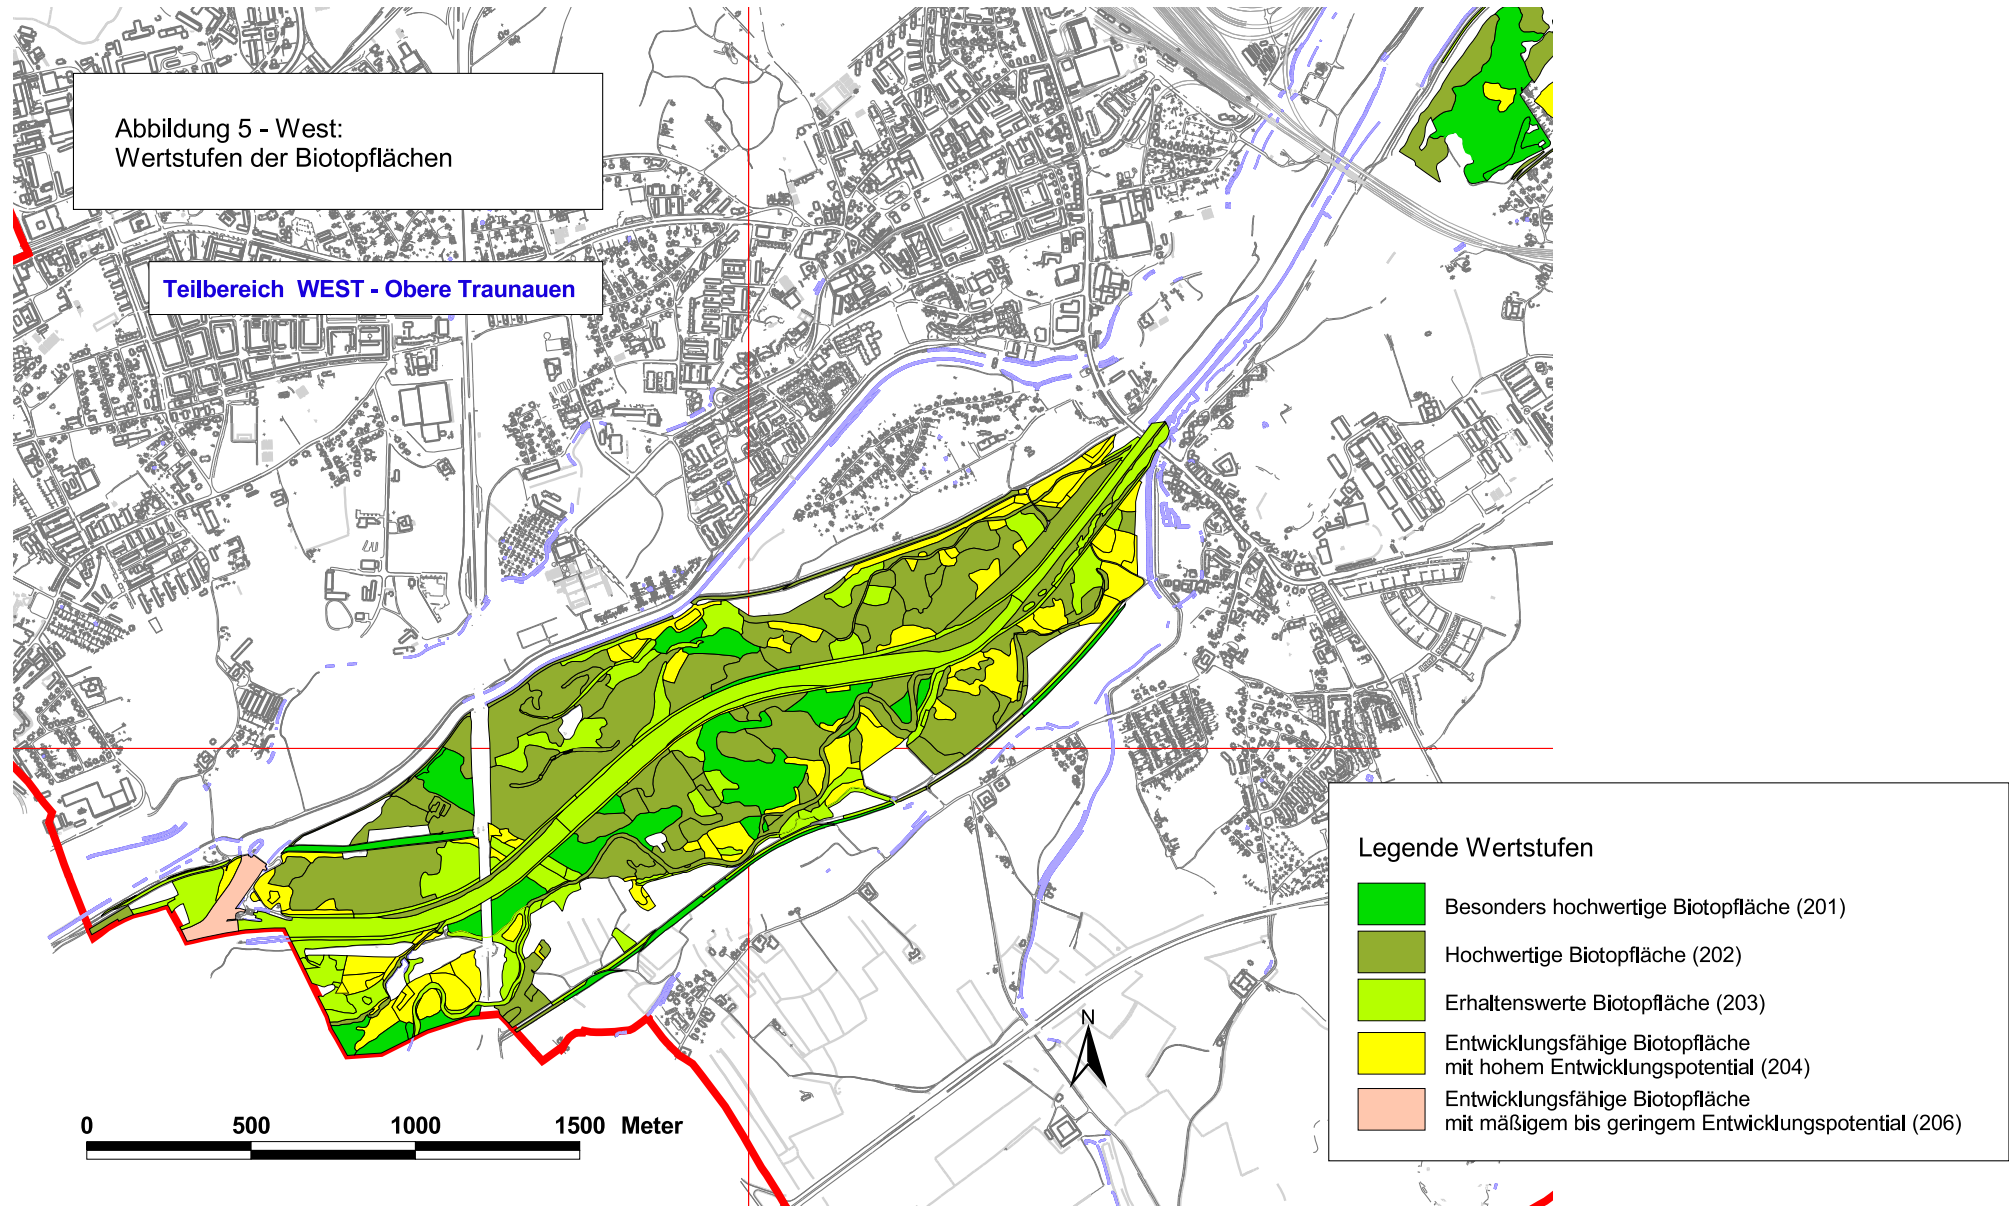 Abbildung 5 - West:
Wertstufen der Biotopflächen
Teilbereich WEST - Obere Traunauen
Legende Wertstufen
Besonders hochwertige Biotopfläche (201)
Hochwertige Biotopfläche (202)
Erhaltenswerte Biotopfläche (203)
Entwicklungsfähige Biotopfläche
mit hohem Entwicklungspotential (204)
Entwicklungsfähige Biotopfläche
mit mäßigem bis geringem Entwicklungspotential (206)
N
0 500 1000 1500 Meter